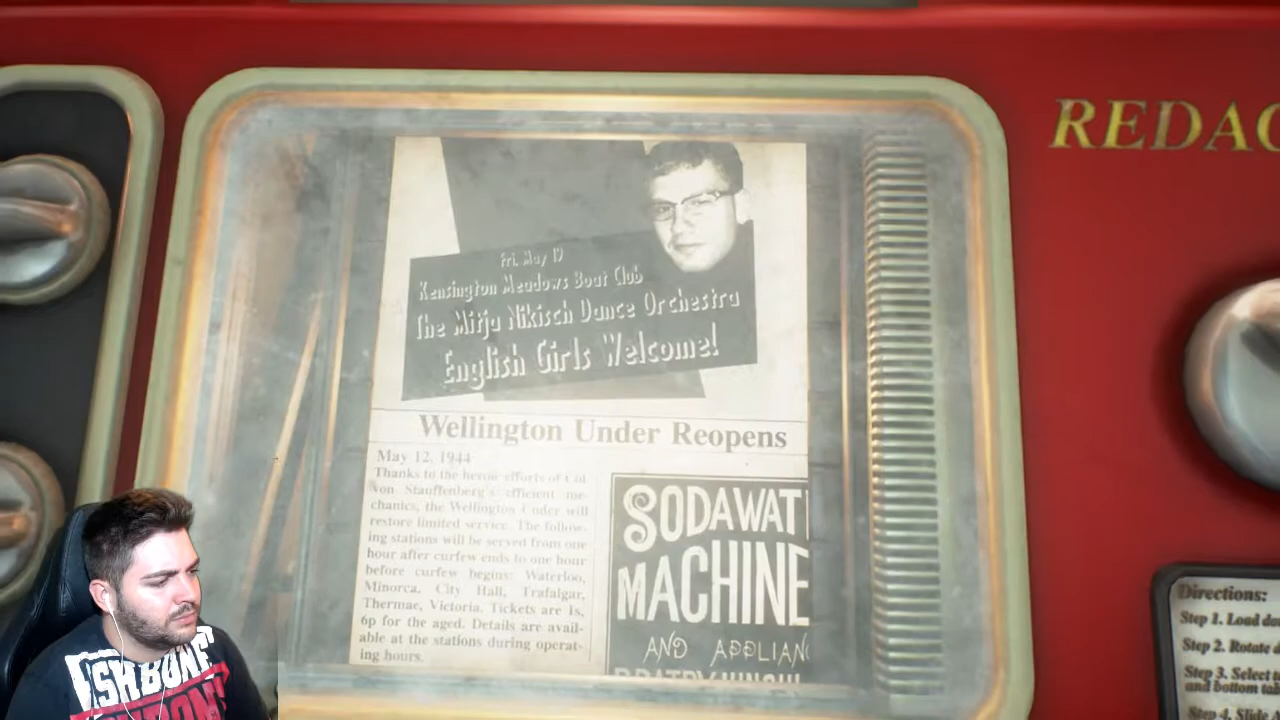 REDAC
Fri. May 19
Kensington Meadows Boat Club
The Mitja Nikisch Dance Orchestra
English Girls Welcome!
Wellington Under Reopens
May 12, 1944
Thanks to the heroic efforts of Col
von Stauffenberg's efficient me-
chanics, the Wellington Under will
restore limited service. The follow-
ing stations will be served from one
hour after curfew ends to one hour
before curfew begins: Waterloo,
Minorca, City Hall, Trafalgar,
Thermae, Victoria. Tickets are 1s,
6p for the aged. Details are avail-
able at the stations during operat-
ing hours.
SODAWAT
MACHINE
AND APPLIAN
Directions:
Step 1. Load
Step 2. Rotate
Step 3. Select
and bottom
Step 4. Slide
FISHBONE